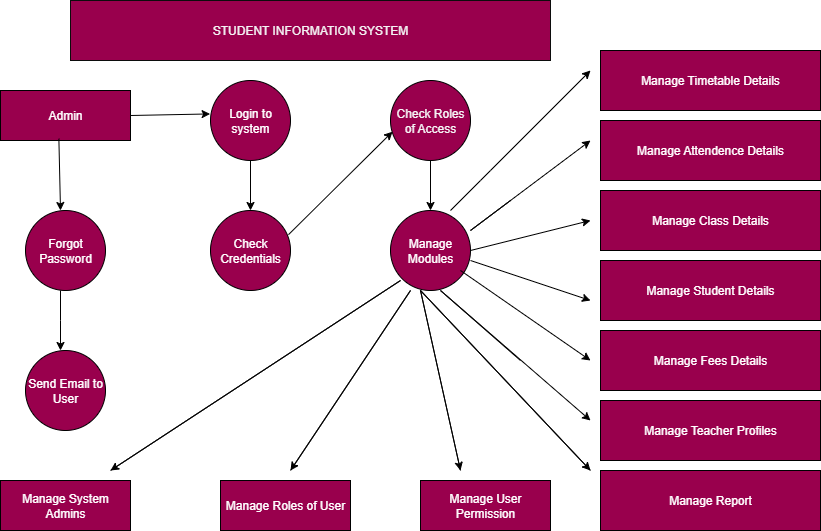 STUDENT INFORMATION SYSTEM
Admin
Login to
system
Check Roles
of Access
Manage Timetable Details
Manage Attendence Details
Manage Class Details
Forgot
Password
Check
Credentials
Manage
Modules
Manage Student Details
Manage Fees Details
Send Email to
User
Manage Teacher Profiles
Manage System
Admins
Manage Roles of User
Manage User
Permission
Manage Report